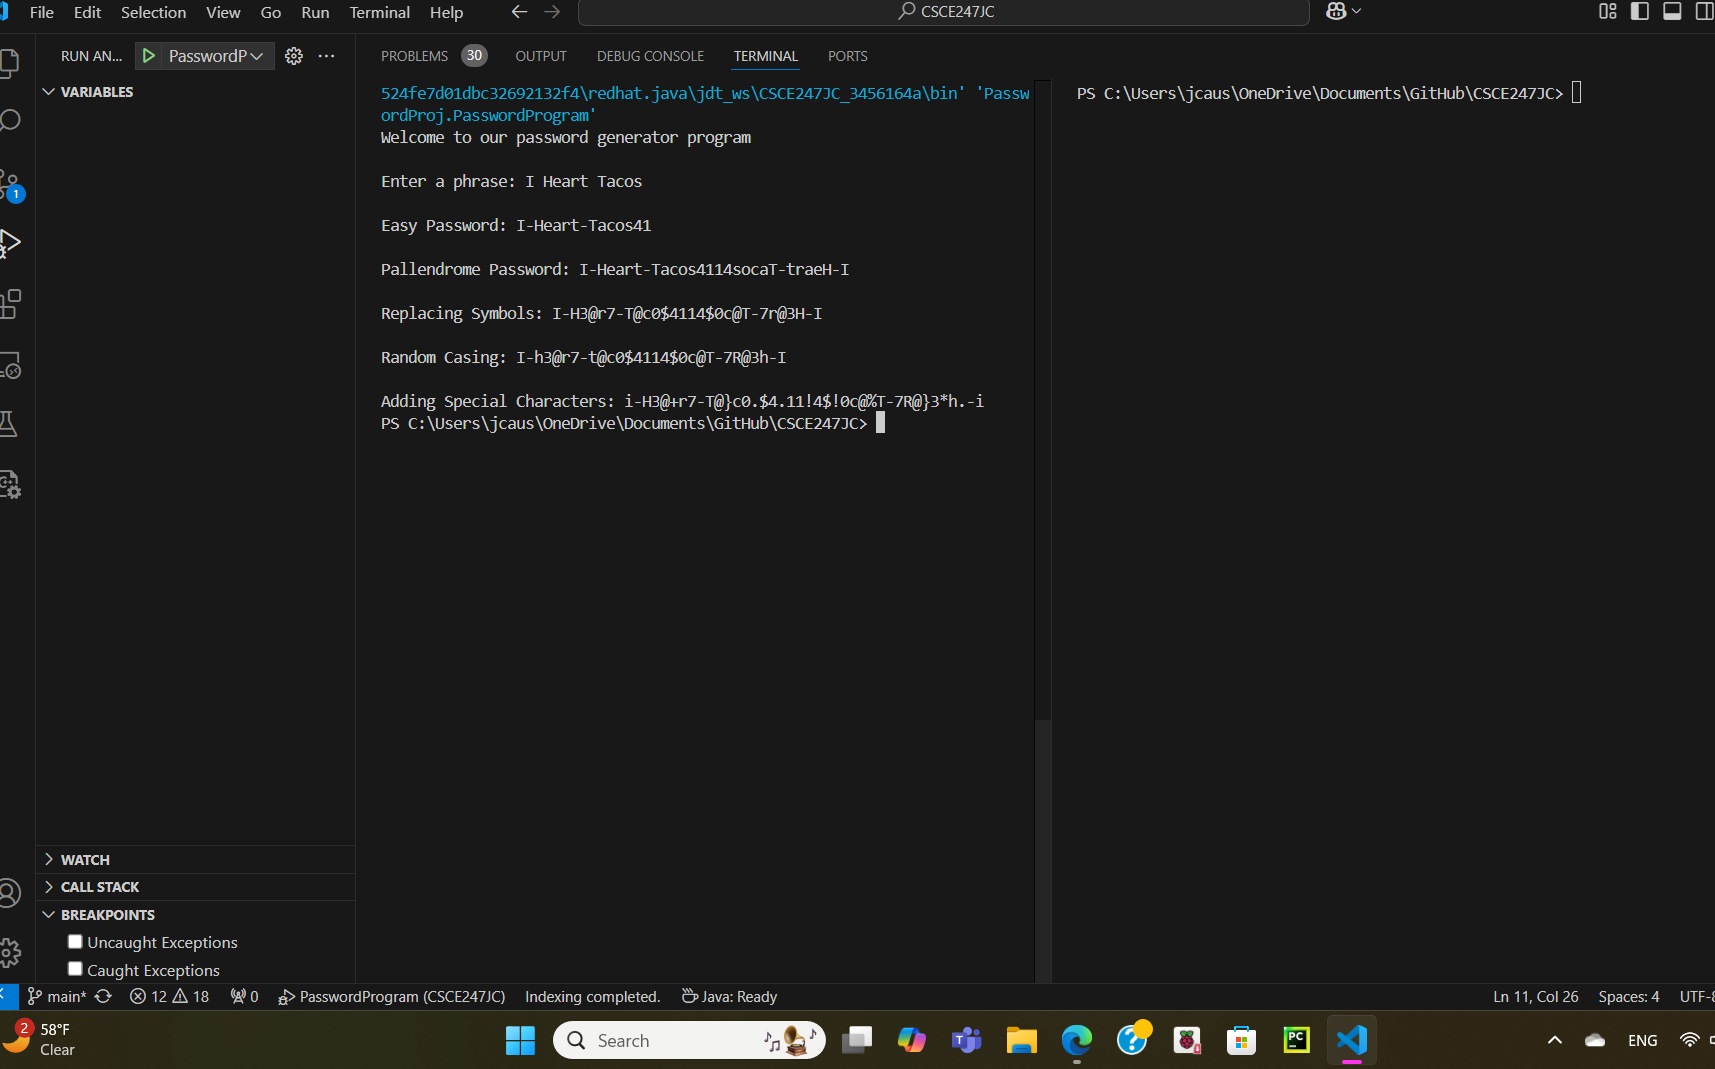 File Edit Selection View Go Run Terminal Help CSCE247JC
RUN AN... PasswordP
PROBLEMS 30 OUTPUT DEBUG CONSOLE TERMINAL PORTS
VARIABLES
524fe7d01dbc32692132f4\redhat.java\jdt_ws\CSCE247JC_3456164a\bin' 'Passw
ordProj.PasswordProgram'
Welcome to our password generator program
Enter a phrase: I Heart Tacos
Easy Password: I-Heart-Tacos41
Pallendrome Password: I-Heart-Tacos4114socaT-traeH-I
Replacing Symbols: I-H3@r7-T@c0$4114$0c@T-7r@3H-I
Random Casing: I-h3@r7-t@c0$4114$0c@T-7R@3h-I
Adding Special Characters: i-H3@+r7-T@}c0.$4.11!4$!0c@%T-7R@}3*h.-i
PS C:\Users\jcaus\OneDrive\Documents\GitHub\CSCE247JC>
PS C:\Users\jcaus\OneDrive\Documents\GitHub\CSCE247JC>
1
WATCH
CALL STACK
BREAKPOINTS
Uncaught Exceptions
Caught Exceptions
main* 12 18 0 PasswordProgram (CSCE247JC) Indexing completed. Java: Ready Ln 11, Col 26 Spaces: 4 UTF-8
2 58°F
Clear
Search
PC
ENG